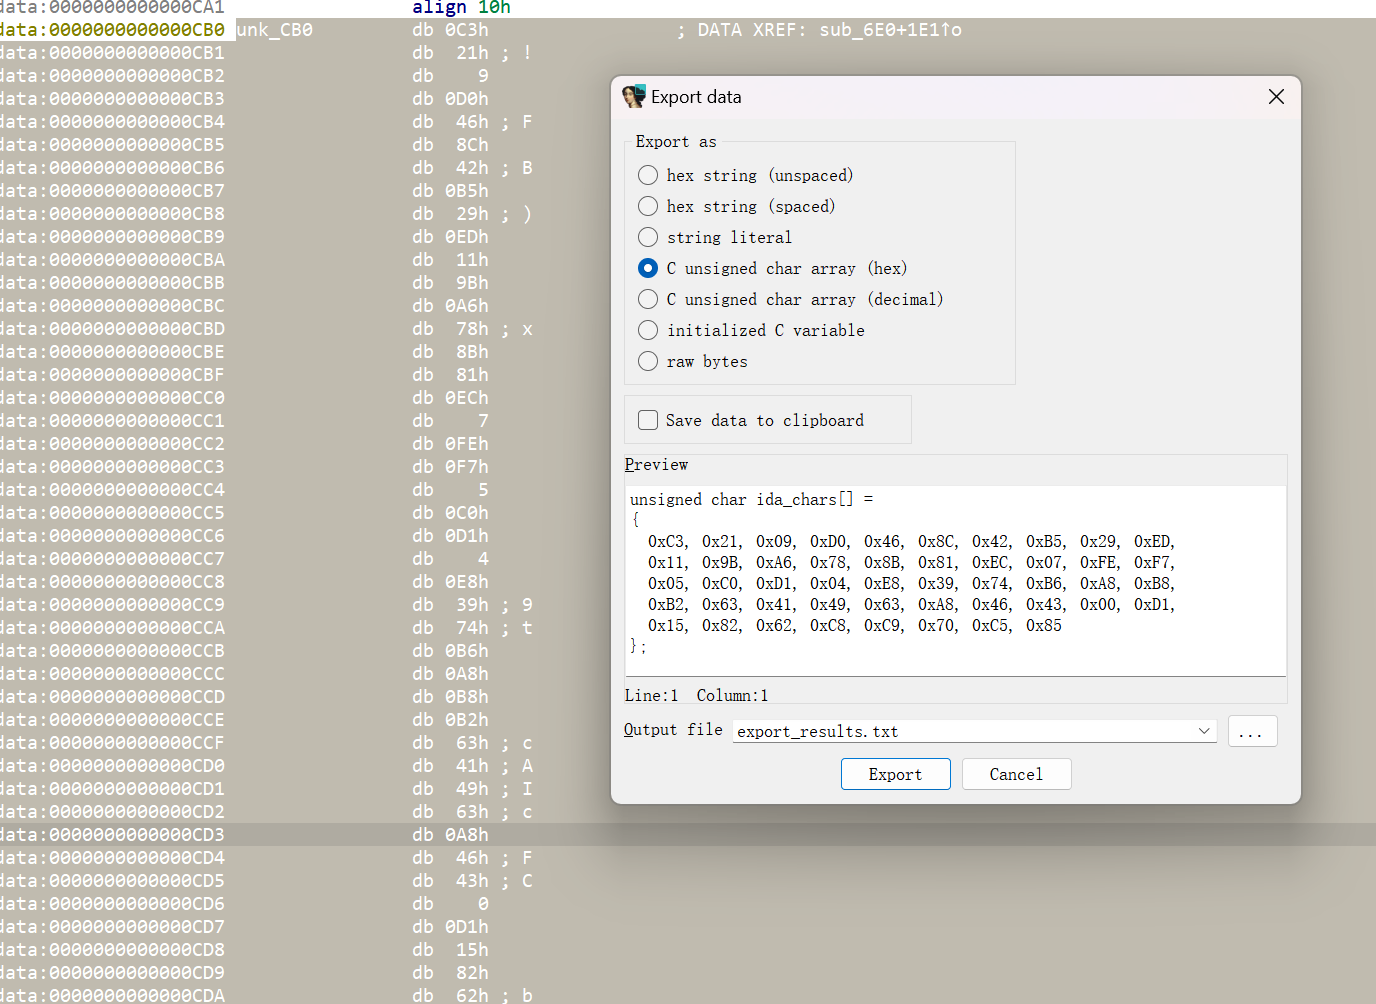 data:0000000000000CA1 align 10h
data:0000000000000CB0 unk_CB0 db 0C3h ; DATA XREF: sub_6E0+1E1↑o
data:0000000000000CB1 db 21h ; !
data:0000000000000CB2 db 9
data:0000000000000CB3 db 0D0h
data:0000000000000CB4 db 46h ; F
data:0000000000000CB5 db 8Ch
data:0000000000000CB6 db 42h ; B
data:0000000000000CB7 db 0B5h
data:0000000000000CB8 db 29h ; )
data:0000000000000CB9 db 0EDh
data:0000000000000CBA db 11h
data:0000000000000CBB db 9Bh
data:0000000000000CBC db 0A6h
data:0000000000000CBD db 78h ; x
data:0000000000000CBE db 8Bh
data:0000000000000CBF db 81h
data:0000000000000CC0 db 0ECh
data:0000000000000CC1 db 7
data:0000000000000CC2 db 0FEh
data:0000000000000CC3 db 0F7h
data:0000000000000CC4 db 5
data:0000000000000CC5 db 0C0h
data:0000000000000CC6 db 0D1h
data:0000000000000CC7 db 4
data:0000000000000CC8 db 0E8h
data:0000000000000CC9 db 39h ; 9
data:0000000000000CCA db 74h ; t
data:0000000000000CCB db 0B6h
data:0000000000000CCC db 0A8h
data:0000000000000CCD db 0B8h
data:0000000000000CCE db 0B2h
data:0000000000000CCF db 63h ; c
data:0000000000000CD0 db 41h ; A
data:0000000000000CD1 db 49h ; I
data:0000000000000CD2 db 63h ; c
data:0000000000000CD3 db 0A8h
data:0000000000000CD4 db 46h ; F
data:0000000000000CD5 db 43h ; C
data:0000000000000CD6 db 0
data:0000000000000CD7 db 0D1h
data:0000000000000CD8 db 15h
data:0000000000000CD9 db 82h
data:0000000000000CDA db 62h ; b
Export data
Export as
hex string (unspaced)
hex string (spaced)
string literal
C unsigned char array (hex)
C unsigned char array (decimal)
initialized C variable
raw bytes
Save data to clipboard
Preview
unsigned char ida_chars[] =
{
0xC3, 0x21, 0x09, 0xD0, 0x46, 0x8C, 0x42, 0xB5, 0x29, 0xED,
0x11, 0x9B, 0xA6, 0x78, 0x8B, 0x81, 0xEC, 0x07, 0xFE, 0xF7,
0x05, 0xC0, 0xD1, 0x04, 0xE8, 0x39, 0x74, 0xB6, 0xA8, 0xB8,
0xB2, 0x63, 0x41, 0x49, 0x63, 0xA8, 0x46, 0x43, 0x00, 0xD1,
0x15, 0x82, 0x62, 0xC8, 0xC9, 0x70, 0xC5, 0x85
};
Line:1 Column:1
Output file export_results.txt ...
Export Cancel